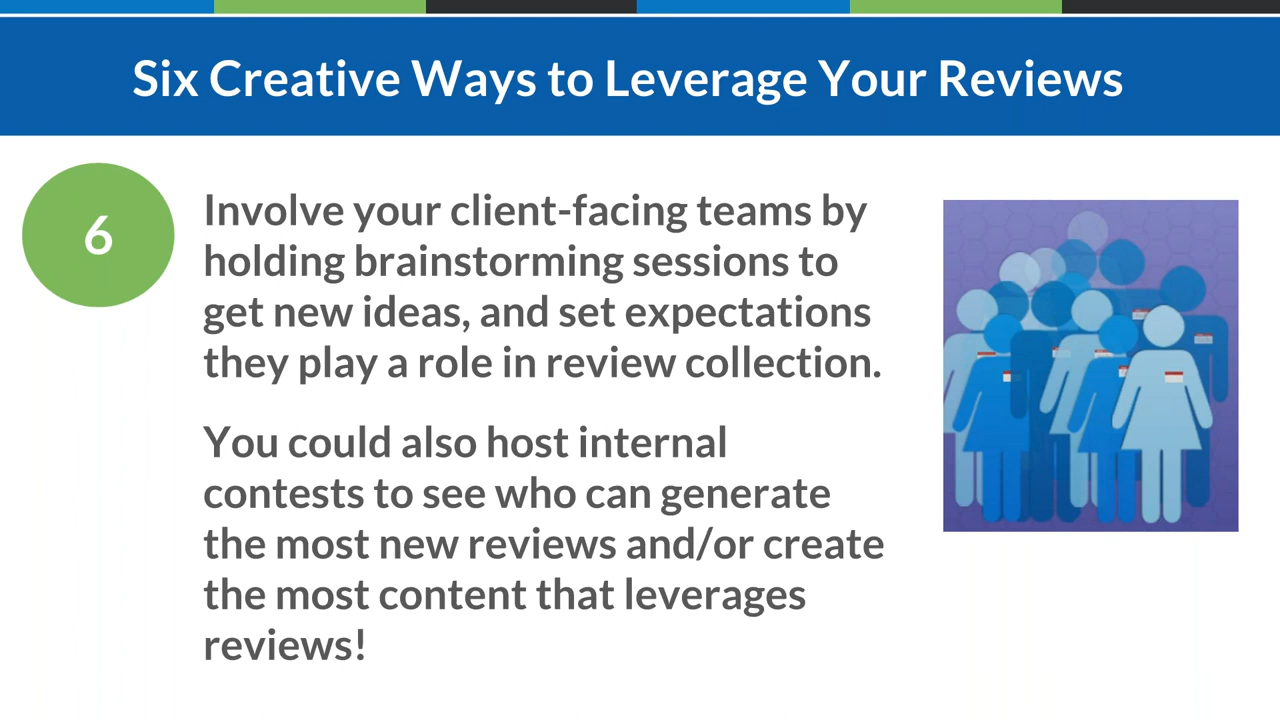 Six Creative Ways to Leverage Your Reviews
6
Involve your client-facing teams by
holding brainstorming sessions to
get new ideas, and set expectations
they play a role in review collection.
You could also host internal
contests to see who can generate
the most new reviews and/or create
the most content that leverages
reviews!